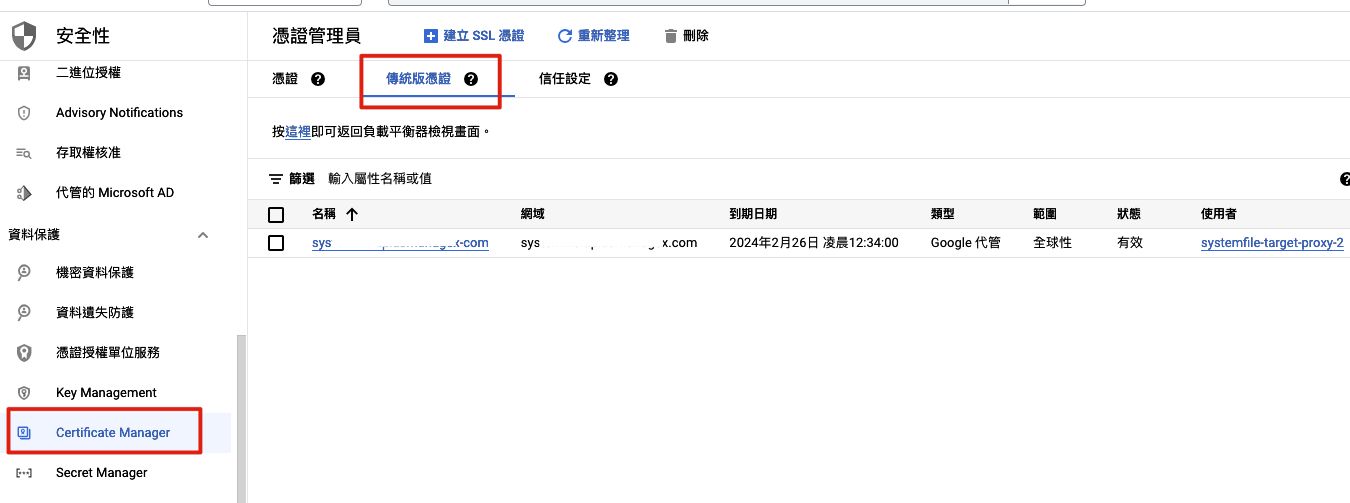 安全性
二進位授權
Advisory Notifications
存取權核准
代管的 Microsoft AD
資料保護
機密資料保護
資料遺失防護
憑證授權單位服務
Key Management
Certificate Manager
Secret Manager
憑證管理員 建立 SSL 憑證 重新整理 刪除
憑證 傳統版憑證 信任設定
按這裡即可返回負載平衡器檢視畫面。
篩選 輸入屬性名稱或值
名稱 網域 到期日期 類型 範圍 狀態 使用者
sys x-com sys x.com 2024年2月26日 凌晨12:34:00 Google 代管 全球性 有效 systemfile-target-proxy-2